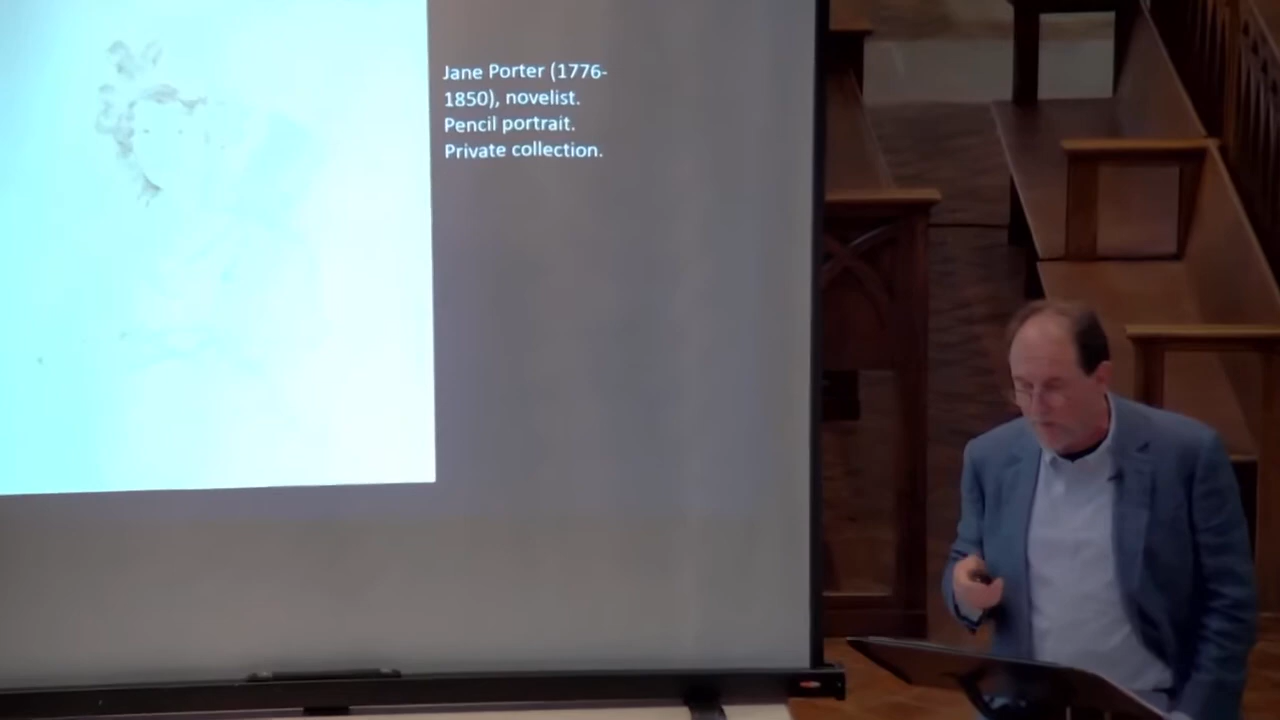 Jane Porter (1776-
1850), novelist.
Pencil portrait.
Private collection.